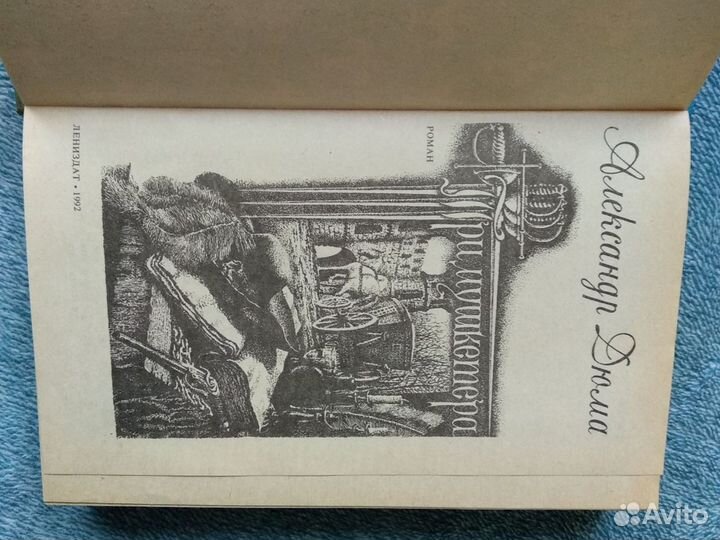 Александр Дюма
Три мушкетера
РОМАН
ЛЕНИЗДАТ • 1992
Avito